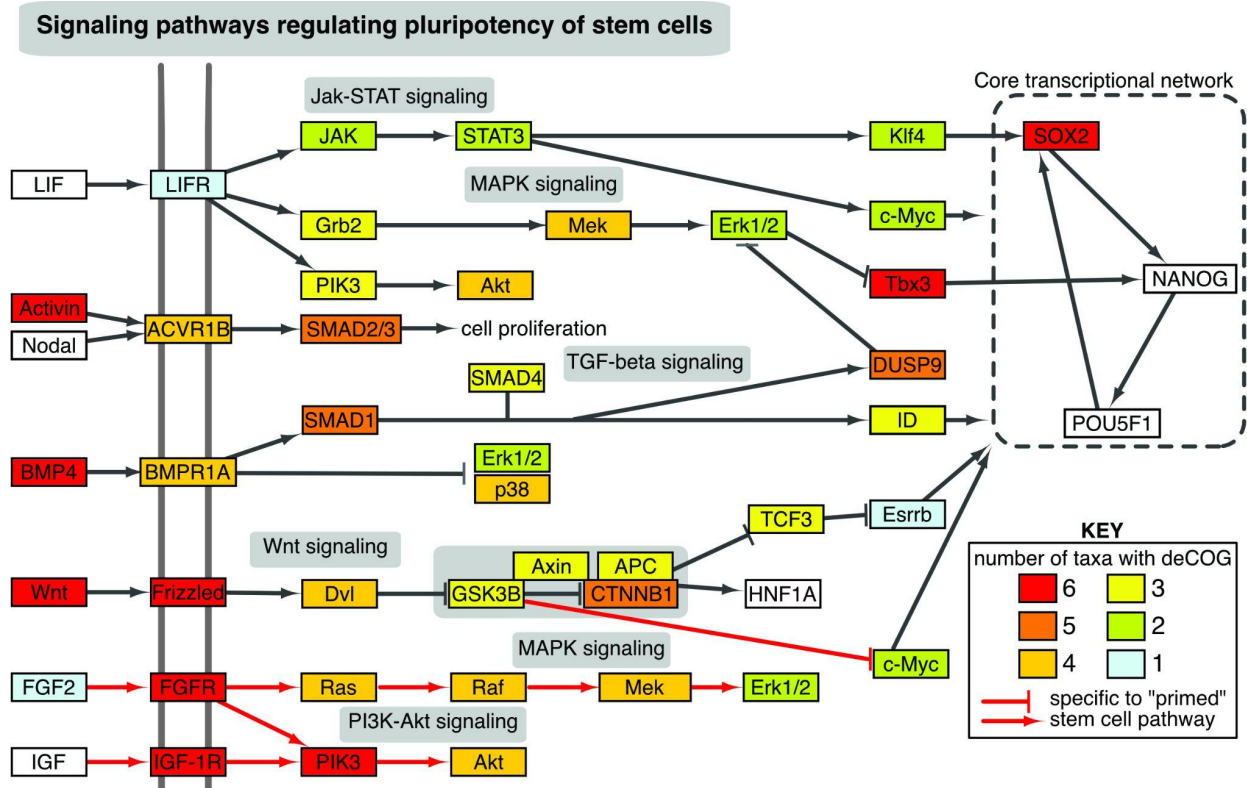 Signaling pathways regulating pluripotency of stem cells
Core transcriptional network
Jak-STAT signaling
JAK
STAT3
Klf4
SOX2
LIF
LIFR
MAPK signaling
c-Myc
Grb2
Mek
Erk1/2
PIK3
Akt
Tbx3
NANOG
Activin
Nodal
ACVR1B
SMAD2/3
cell proliferation
TGF-beta signaling
SMAD4
DUSP9
SMAD1
ID
POU5F1
BMP4
BMPR1A
Erk1/2
p38
TCF3
Esrrb
Wnt signaling
Axin
APC
Wnt
Frizzled
Dvl
GSK3B
CTNNB1
HNF1A
MAPK signaling
c-Myc
FGF2
FGFR
Ras
Raf
Mek
Erk1/2
PI3K-Akt signaling
IGF
IGF-1R
PIK3
Akt
KEY
number of taxa with deCOG
6
3
5
2
4
1
specific to "primed"
stem cell pathway